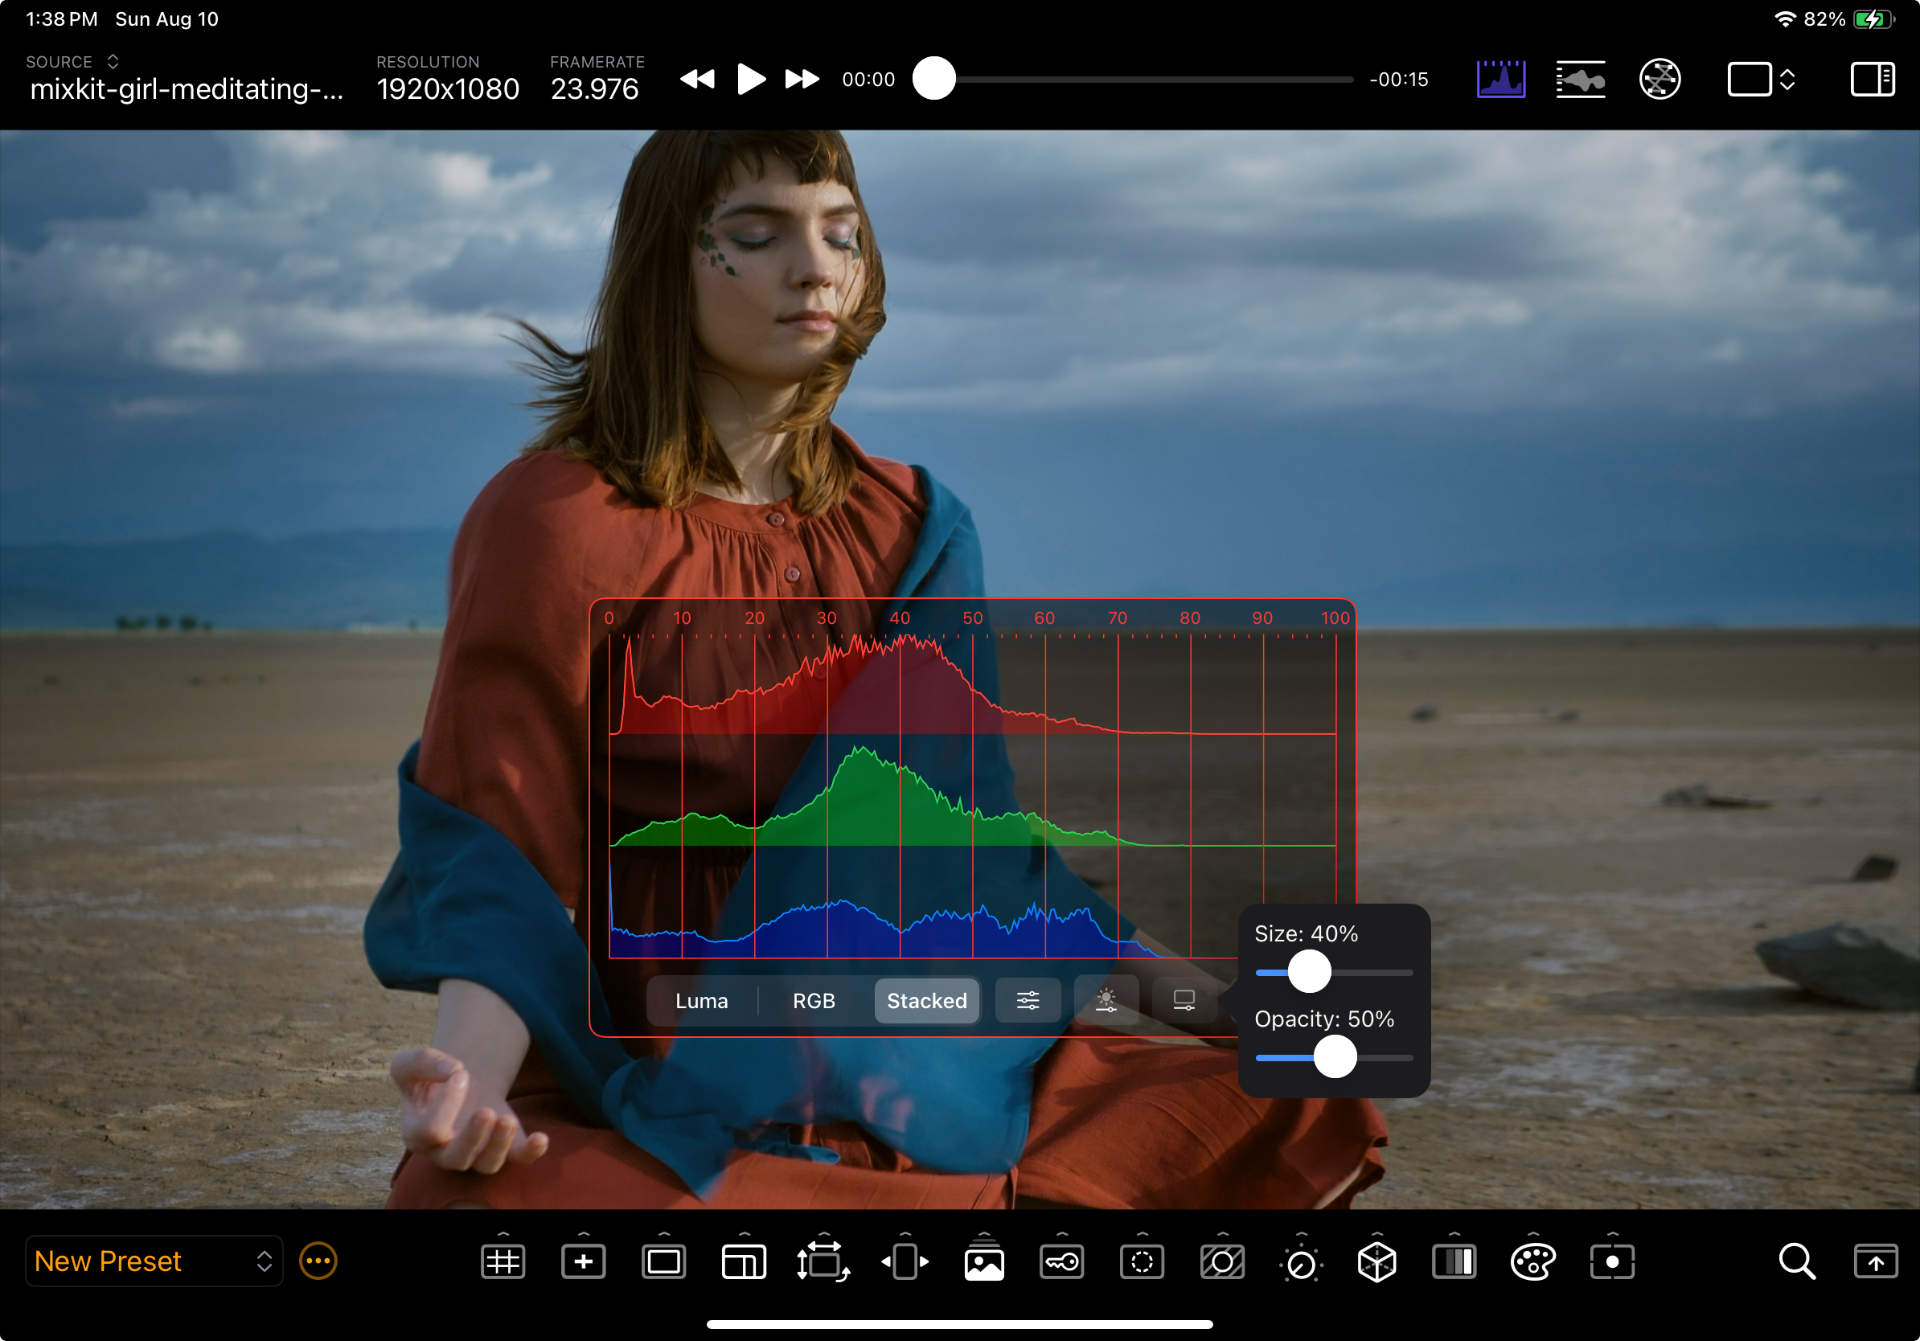 1:38 PM Sun Aug 10
82%
SOURCE
mixkit-girl-meditating-...
RESOLUTION
1920x1080
FRAMERATE
23.976
00:00
-00:15
0 10 20 30 40 50 60 70 80 90 100
Size: 40%
Luma RGB Stacked
Opacity: 50%
New Preset